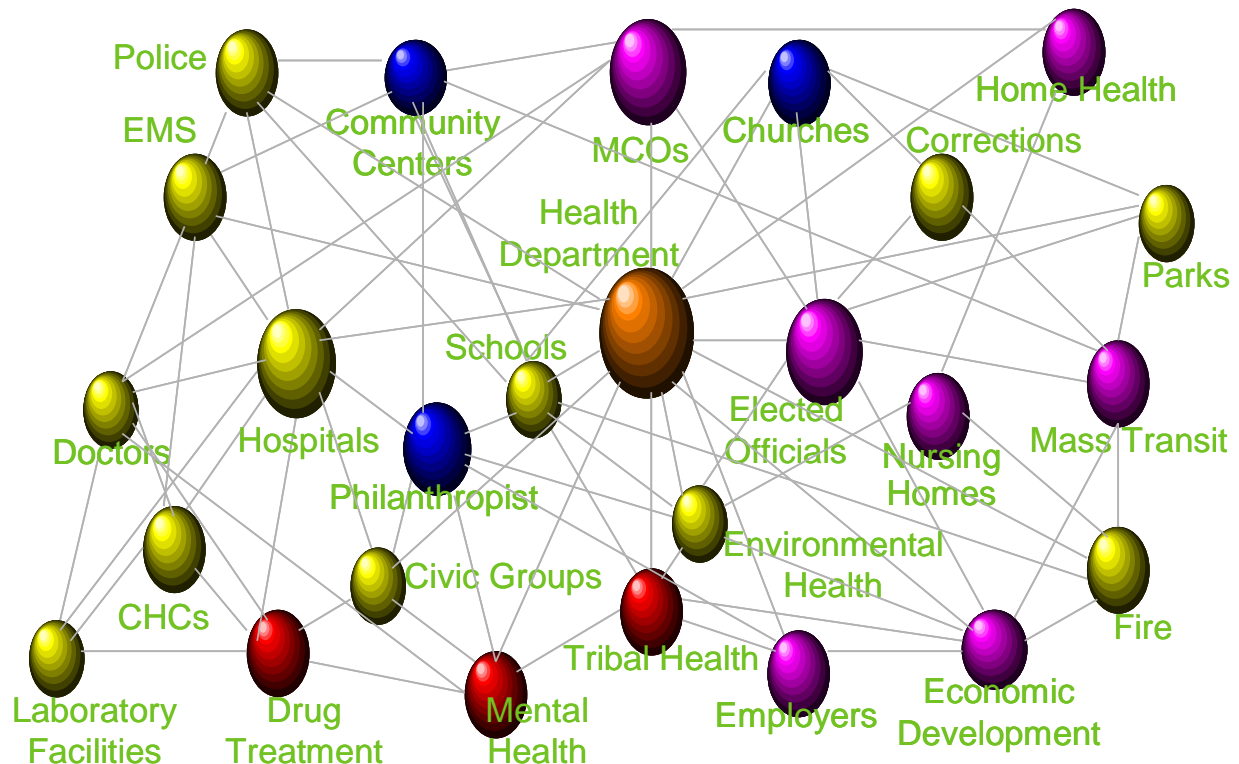 Police
Community
Centers
MCOs
Churches
Home Health
EMS
Corrections
Health
Department
Parks
Schools
Doctors
Hospitals
Philanthropist
Elected
Officials
Nursing
Homes
Mass Transit
CHCs
Civic Groups
Environmental
Health
Fire
Laboratory
Facilities
Drug
Treatment
Mental
Health
Tribal Health
Employers
Economic
Development